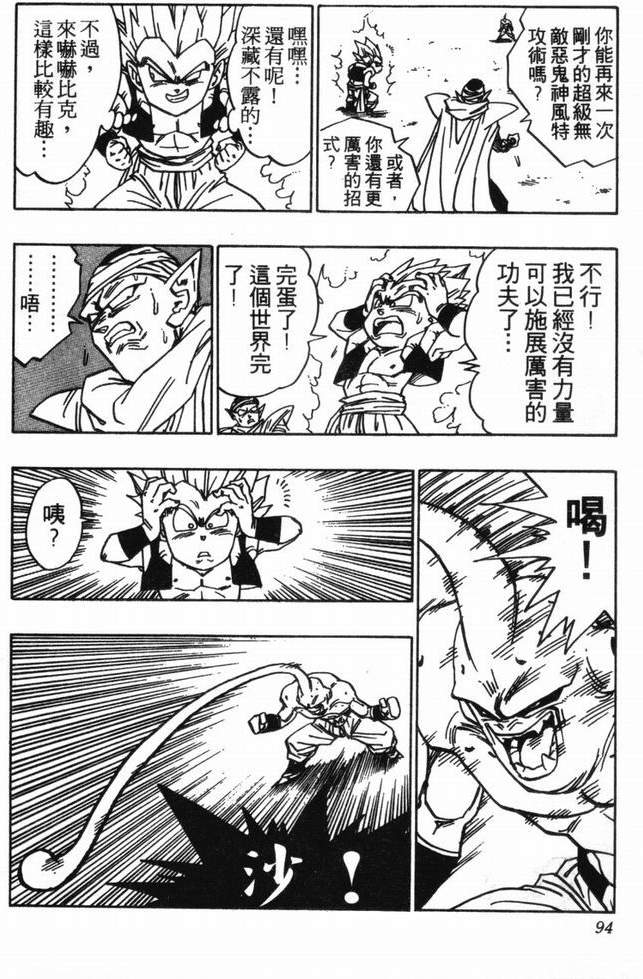 你能再來一次
剛才的超級無
敵惡鬼神風特
攻術嗎？
或者，
你還有更
厲害的招
式？
嘿嘿…
還有呢！
深藏不露的…
不過，
來嚇嚇比克，
這樣比較有趣…
不行！
我已經沒有力量
可以施展厲害的
功夫了…
完蛋了！
這個世界完
了！
………
……唔…
喝！
咦？
沙！
94